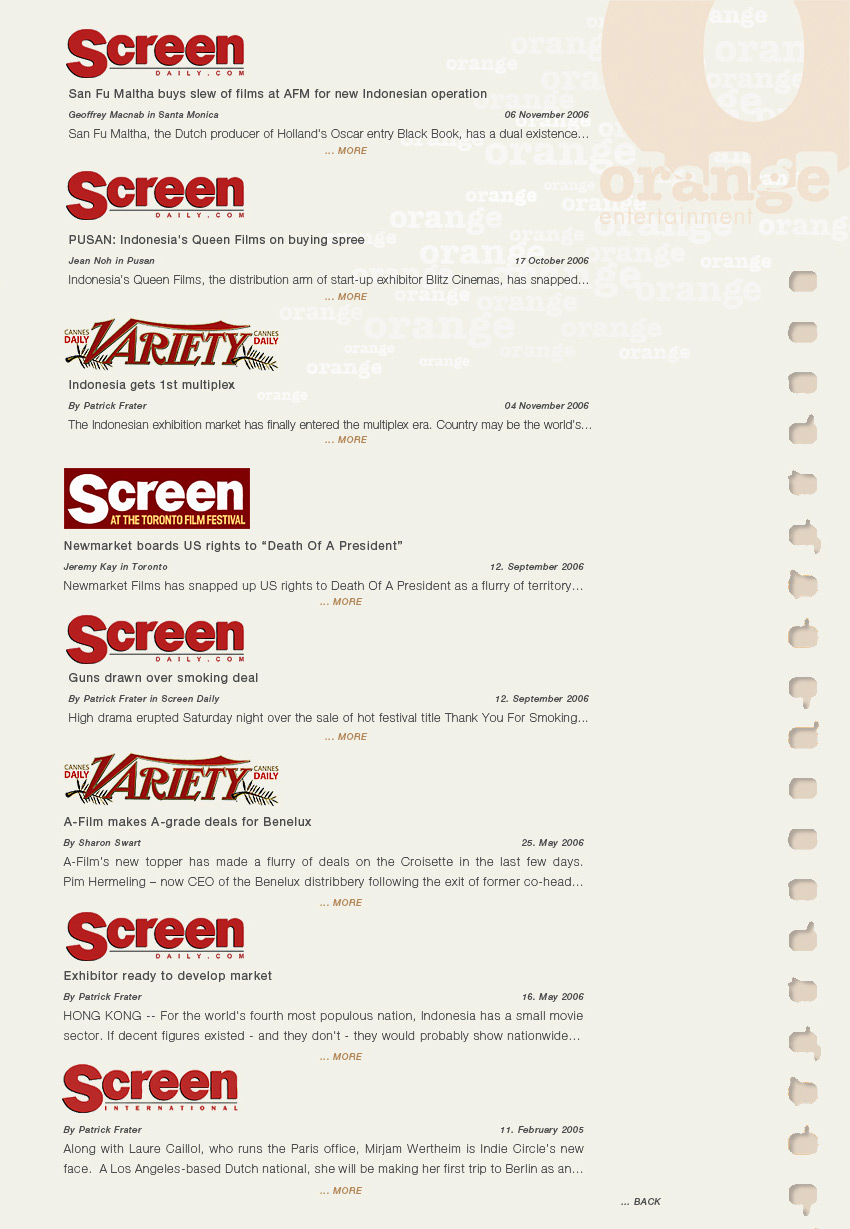 Screen
DAILY.COM
San Fu Maltha buys slew of films at AFM for new Indonesian operation
Geoffrey Macnab in Santa Monica 06 November 2006
San Fu Maltha, the Dutch producer of Holland's Oscar entry Black Book, has a dual existence...
... MORE
orange
entertainment
Screen
DAILY.COM
PUSAN: Indonesia's Queen Films on buying spree
Jean Noh in Pusan 17 October 2006
Indonesia's Queen Films, the distribution arm of start-up exhibitor Blitz Cinemas, has snapped...
... MORE
CANNES DAILY VARIETY CANNES DAILY
Indonesia gets 1st multiplex
By Patrick Frater 04 November 2006
The Indonesian exhibition market has finally entered the multiplex era. Country may be the world's...
... MORE
Screen
AT THE TORONTO FILM FESTIVAL
Newmarket boards US rights to “Death Of A President”
Jeremy Kay in Toronto 12. September 2006
Newmarket Films has snapped up US rights to Death Of A President as a flurry of territory...
... MORE
Screen
DAILY.COM
Guns drawn over smoking deal
By Patrick Frater in Screen Daily 12. September 2006
High drama erupted Saturday night over the sale of hot festival title Thank You For Smoking...
... MORE
CANNES DAILY VARIETY CANNES DAILY
A-Film makes A-grade deals for Benelux
By Sharon Swart 25. May 2006
A-Film's new topper has made a flurry of deals on the Croisette in the last few days.
Pim Hermeling – now CEO of the Benelux distribbery following the exit of former co-head...
... MORE
Screen
DAILY.COM
Exhibitor ready to develop market
By Patrick Frater 16. May 2006
HONG KONG -- For the world's fourth most populous nation, Indonesia has a small movie
sector. If decent figures existed - and they don't - they would probably show nationwide...
... MORE
Screen
INTERNATIONAL
By Patrick Frater 11. February 2005
Along with Laure Caillol, who runs the Paris office, Mirjam Wertheim is Indie Circle's new
face. A Los Angeles-based Dutch national, she will be making her first trip to Berlin as an...
... MORE
... BACK